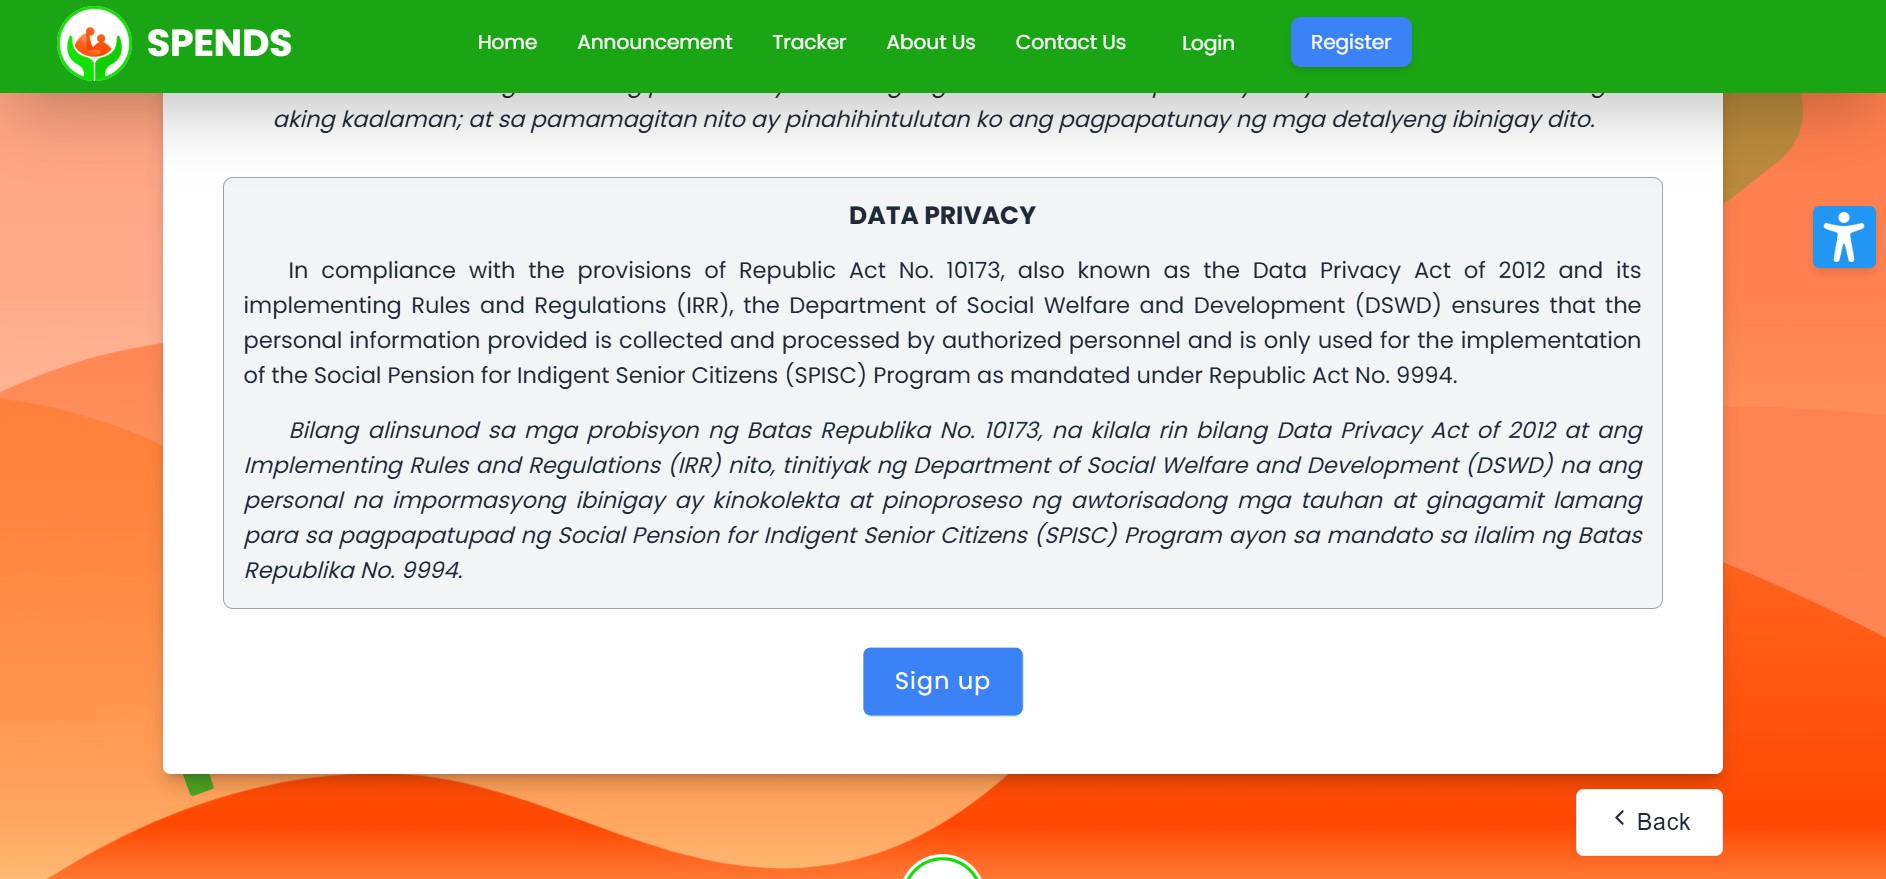 SPENDS
Home Announcement Tracker About Us Contact Us Login Register
aking kaalaman; at sa pamamagitan nito ay pinahihintulutan ko ang pagpapatunay ng mga detalyeng ibinigay dito.
DATA PRIVACY
In compliance with the provisions of Republic Act No. 10173, also known as the Data Privacy Act of 2012 and its
implementing Rules and Regulations (IRR), the Department of Social Welfare and Development (DSWD) ensures that the
personal information provided is collected and processed by authorized personnel and is only used for the implementation
of the Social Pension for Indigent Senior Citizens (SPISC) Program as mandated under Republic Act No. 9994.
Bilang alinsunod sa mga probisyon ng Batas Republika No. 10173, na kilala rin bilang Data Privacy Act of 2012 at ang
Implementing Rules and Regulations (IRR) nito, tinitiyak ng Department of Social Welfare and Development (DSWD) na ang
personal na impormasyong ibinigay ay kinokolekta at pinoproseso ng awtorisadong mga tauhan at ginagamit lamang
para sa pagpapatupad ng Social Pension for Indigent Senior Citizens (SPISC) Program ayon sa mandato sa ilalim ng Batas
Republika No. 9994.
Sign up
Back